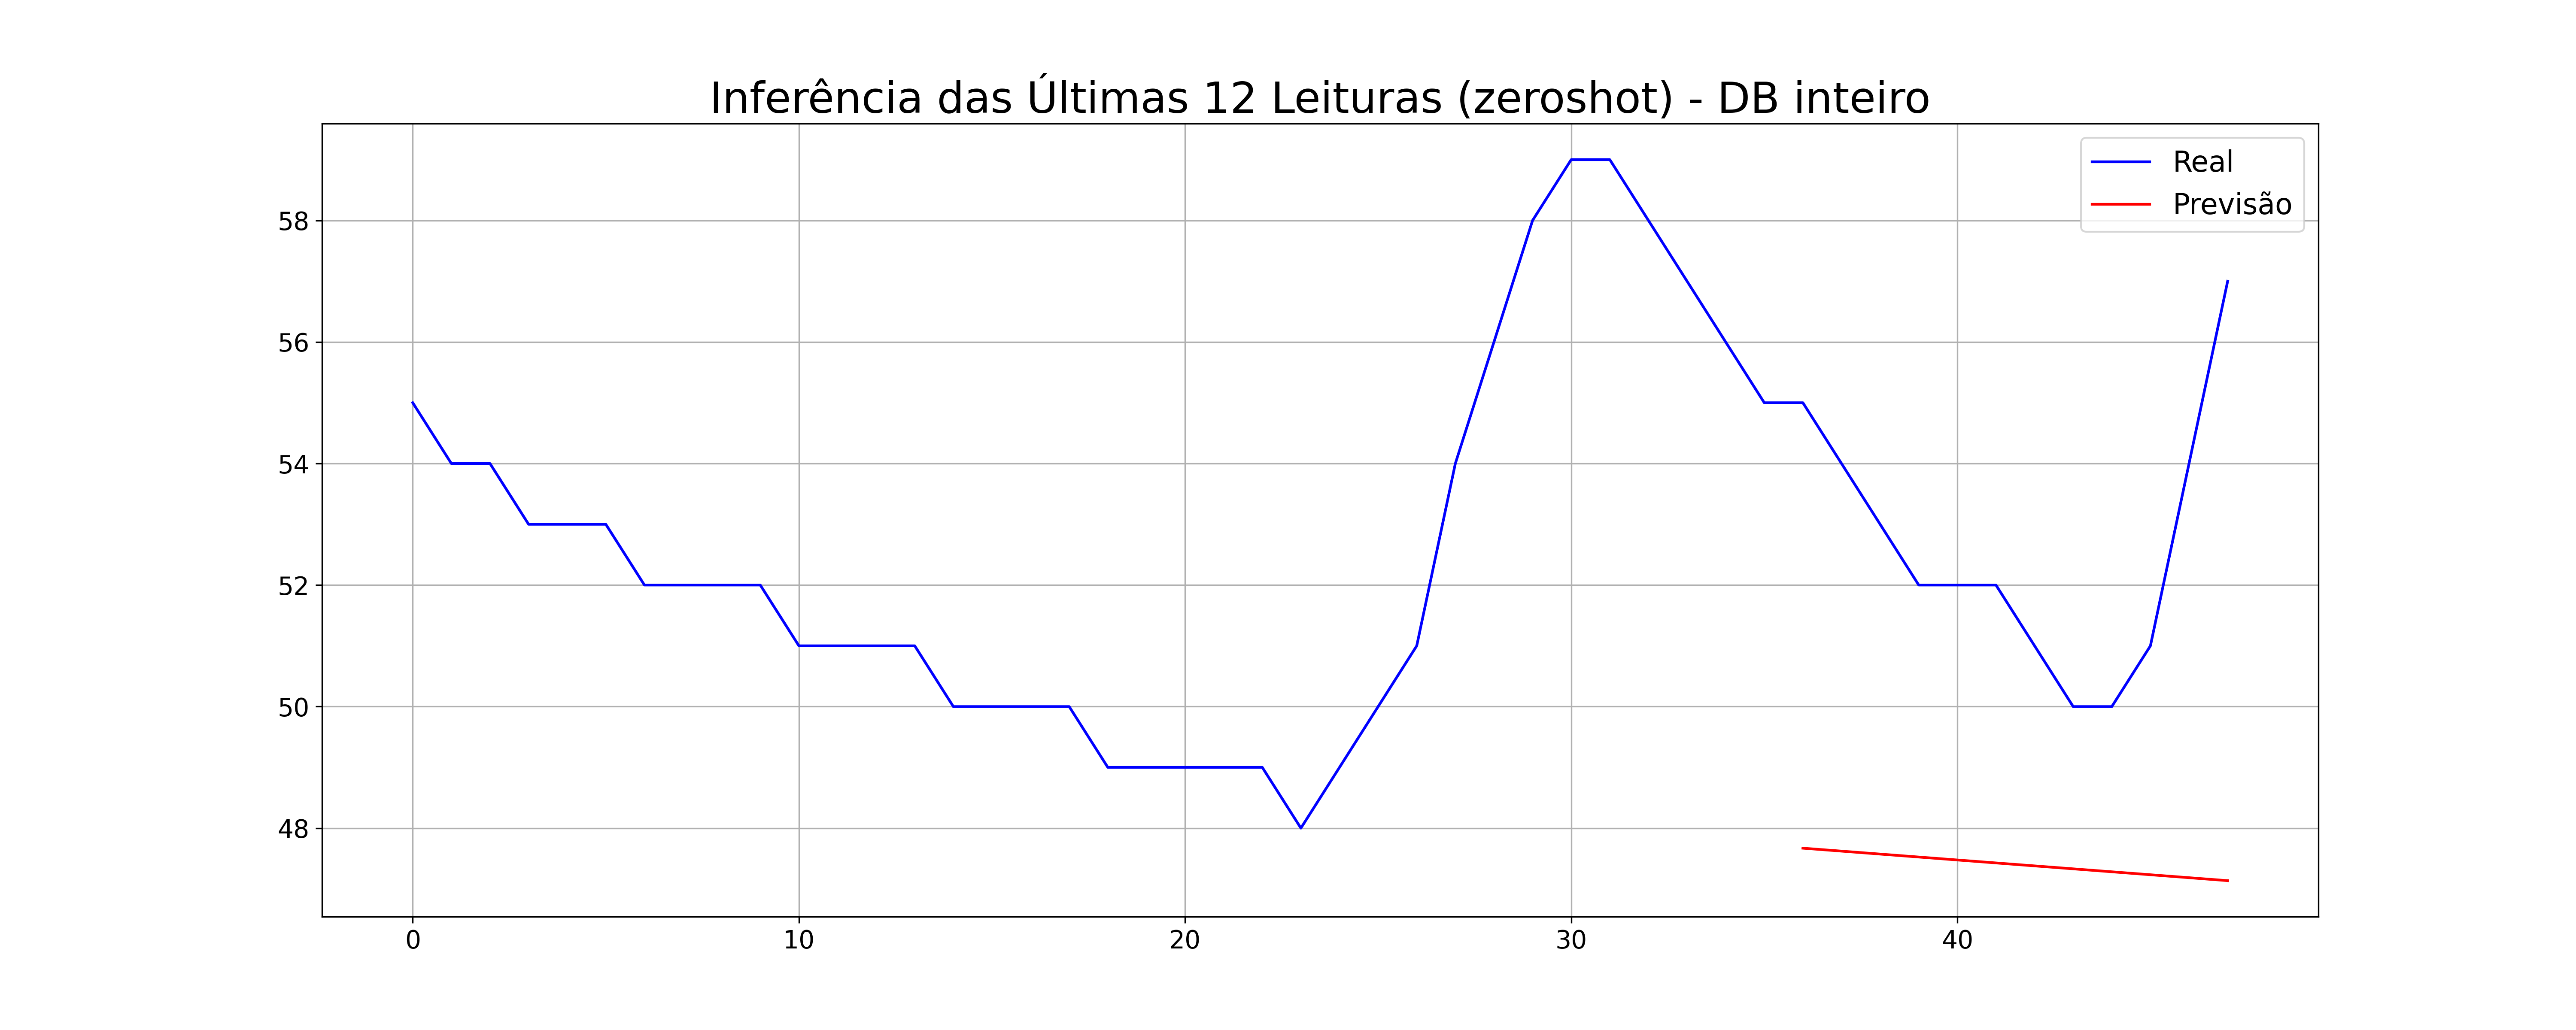 Inferência das Últimas 12 Leituras (zeroshot) - DB inteiro
Real
Previsão
58
56
54
52
50
48
0 10 20 30 40